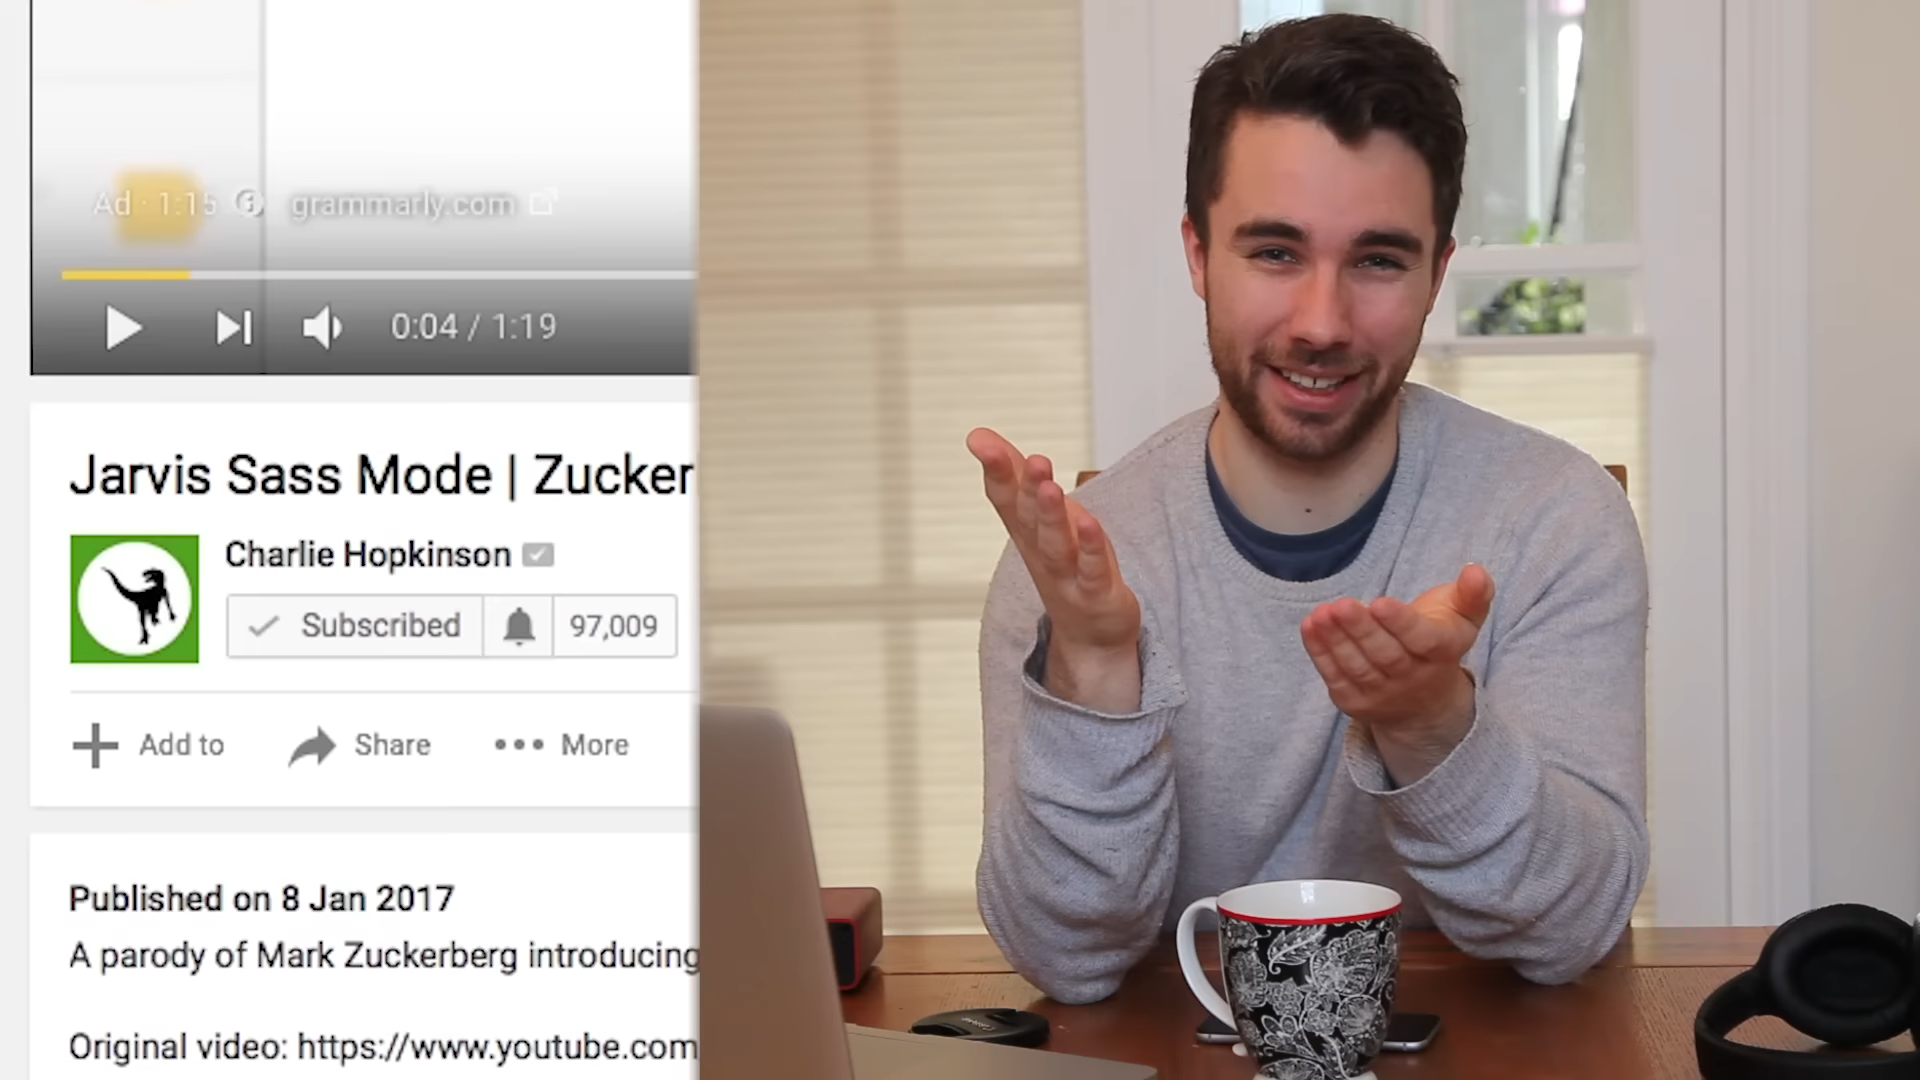 Ad · 1:15 grammarly.com
0:04 / 1:19
Jarvis Sass Mode | Zucker
Charlie Hopkinson
Subscribed 97,009
Add to Share More
Published on 8 Jan 2017
A parody of Mark Zuckerberg introducing
Original video: https://www.youtube.com